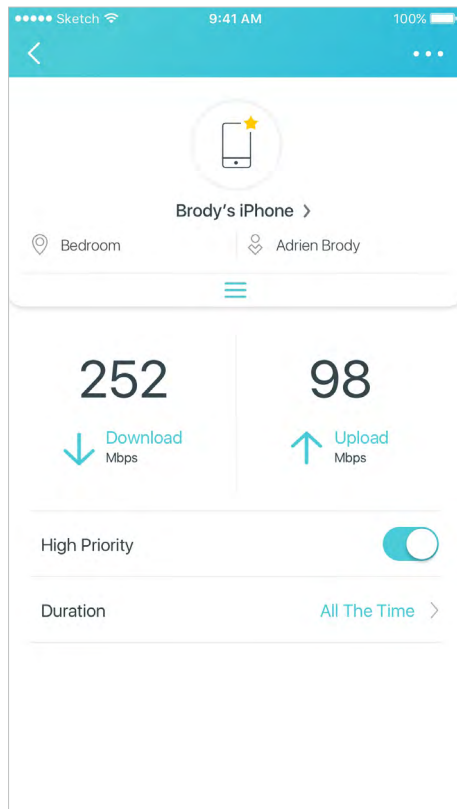 Sketch 9:41 AM 100%
Brody's iPhone
Bedroom Adrien Brody
252 98
Download Upload
Mbps Mbps
High Priority
Duration All The Time